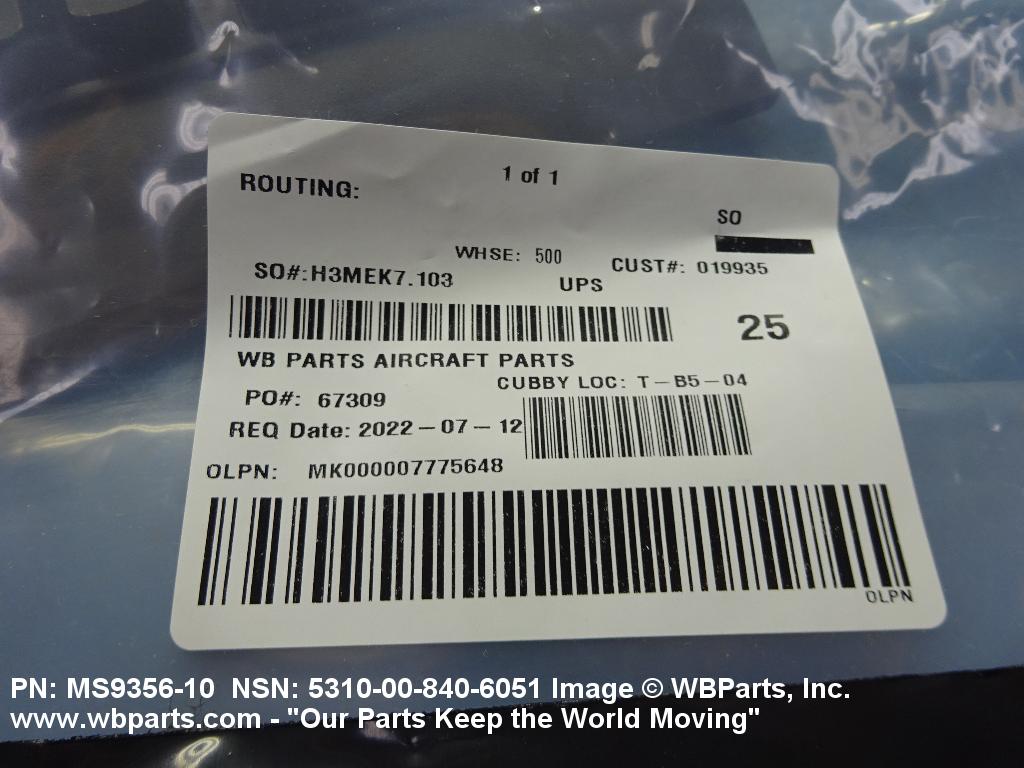 1 of 1
ROUTING:
SO
WHSE: 500
CUST#: 019935
SO#:H3MEK7.103
UPS
25
WB PARTS AIRCRAFT PARTS
CUBBY LOC: T-B5-04
PO#: 67309
REQ Date: 2022-07-12
OLPN: MK000007775648
OLPN
PN: MS9356-10 NSN: 5310-00-840-6051 Image © WBParts, Inc.
www.wbparts.com - "Our Parts Keep the World Moving"